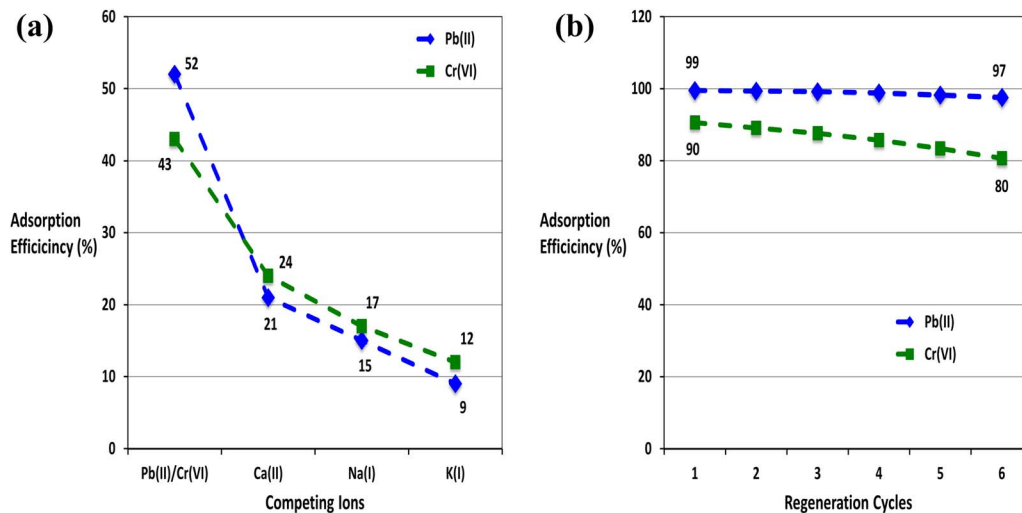 (a)
60
50
40
30
20
10
0
Adsorption
Efficicincy (%)
Pb(II)
Cr(VI)
52
43
24
21
17
15
12
9
Pb(II)/Cr(VI) Ca(II) Na(I) K(I)
Competing Ions
(b)
120
100
80
60
40
20
0
Adsorption
Efficicincy (%)
99
97
90
80
Pb(II)
Cr(VI)
1 2 3 4 5 6
Regeneration Cycles